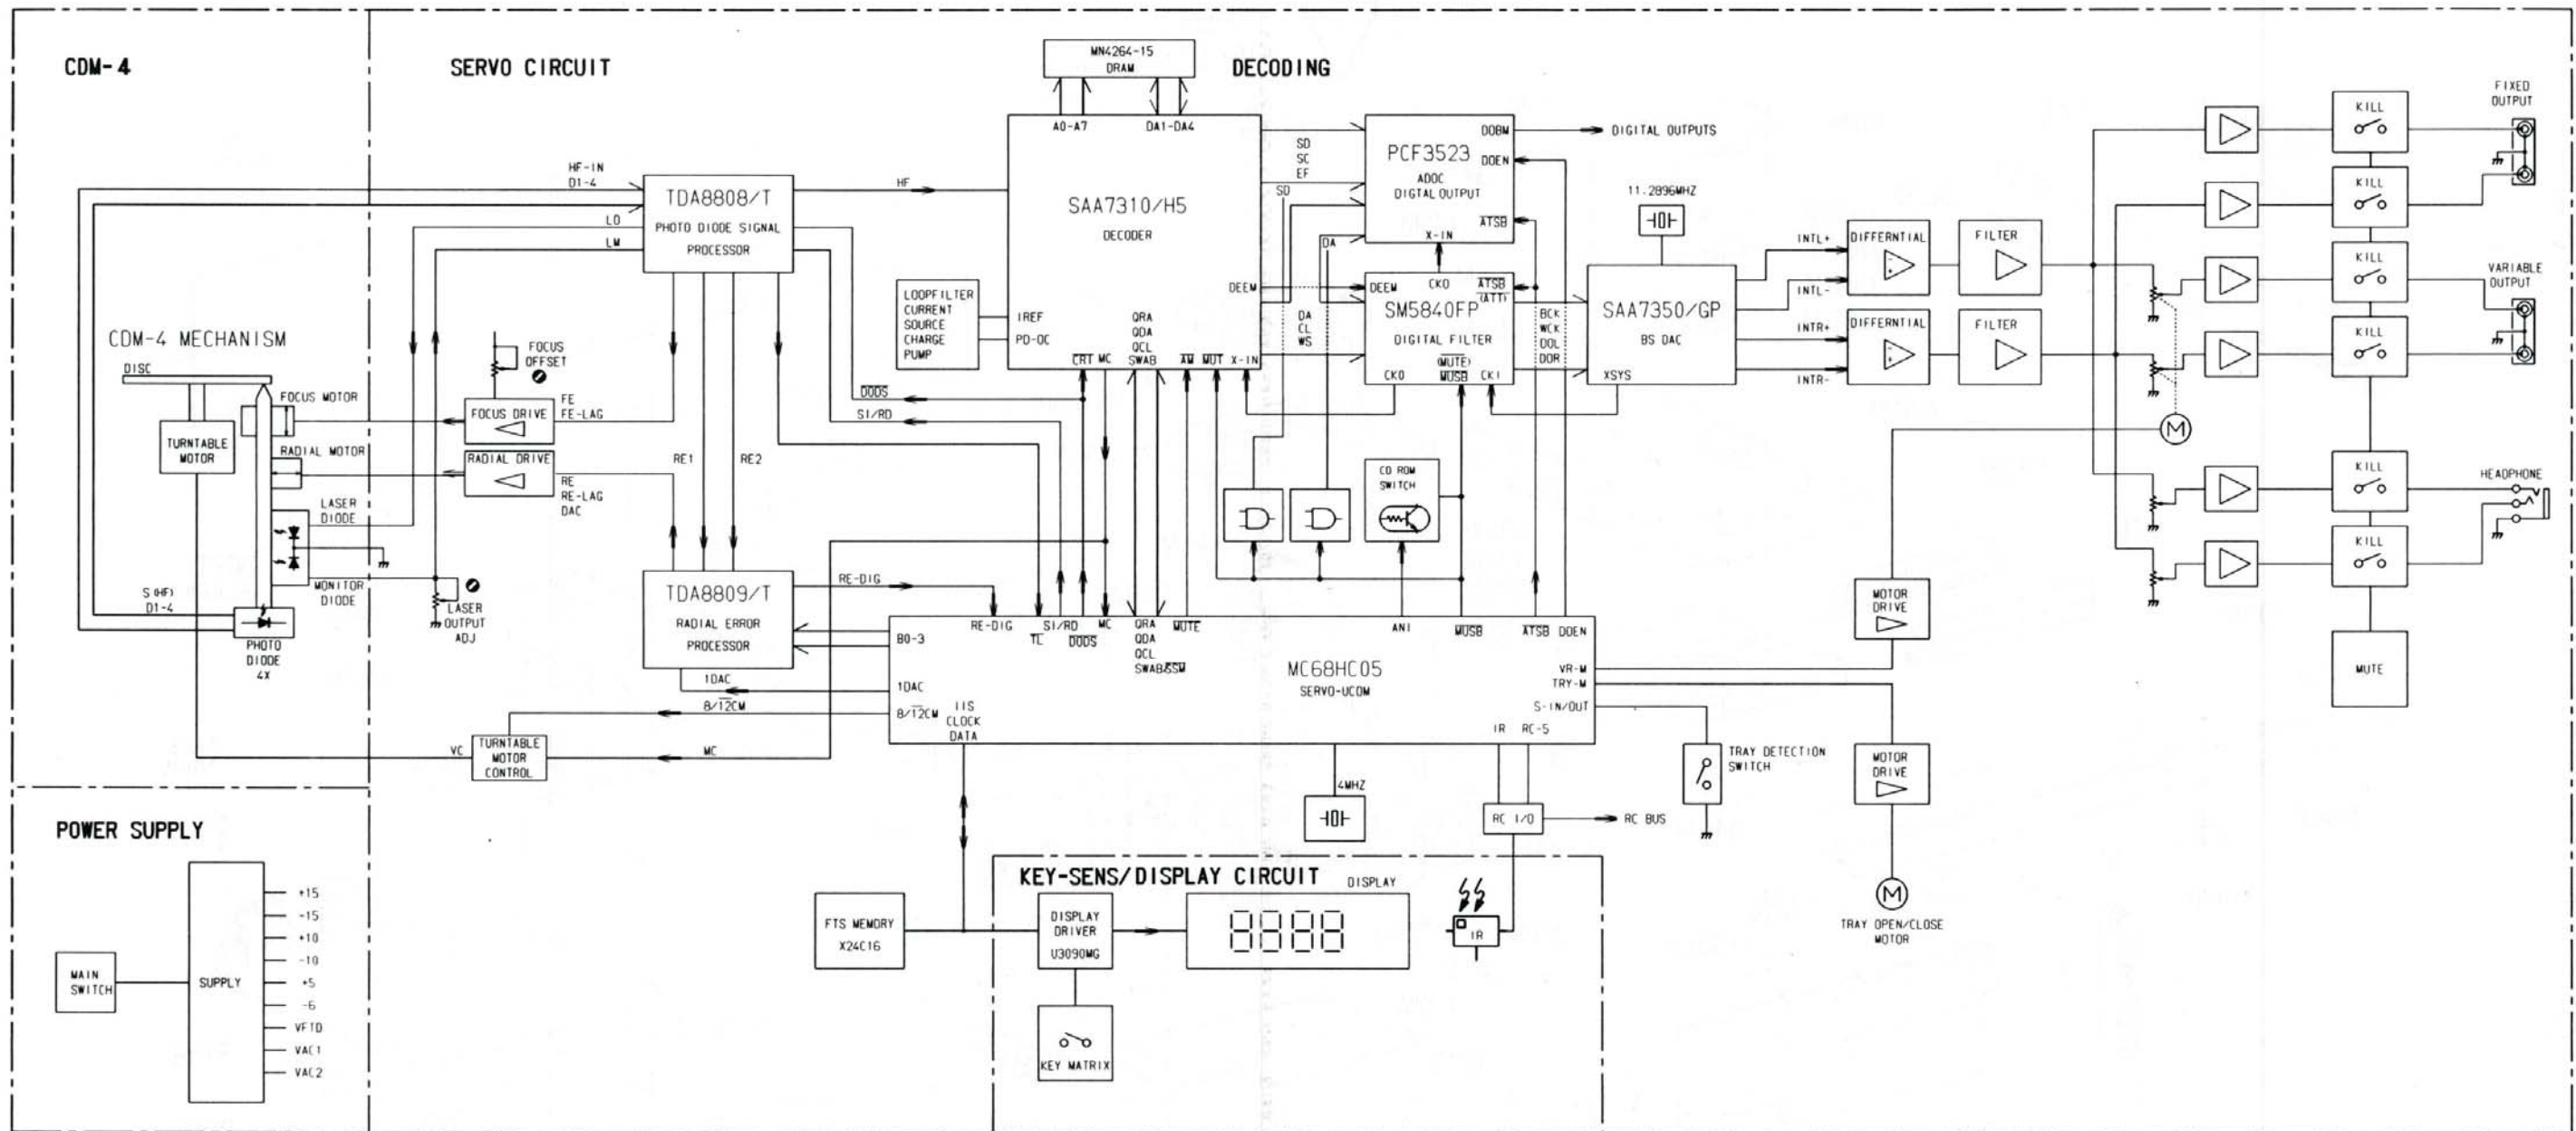 CDM-4
SERVO CIRCUIT
DECODING
MN4264-15
DRAM
A0-A7
DA1-DA4
SAA7310/H5
DECODER
DEEM
IREF
PD-OC
QRA
QDA
QCL
SWAB
CRT
MC
AM
MUT
X-IN
LOOPFILTER
CURRENT
SOURCE
CHARGE
PUMP
HF-IN
D1-4
LO
LM
TDA8808/T
PHOTO DIODE SIGNAL
PROCESSOR
HF
SD
SC
EF
SD
DA
DA
CL
WS
PCF3523
ADOC
DIGTAL OUTPUT
DOBM
DOEN
ATSB
X-IN
DIGITAL OUTPUTS
DEEM
CKO
ATSB
(ATT)
SM5840FP
DIGITAL FILTER
(MUTE)
CKO
MUSB
CKI
BCK
WCK
DOL
DOR
11.2896MHZ
SAA7350/GP
BS DAC
XSYS
INTL+
INTL-
INTR+
INTR-
DIFFERNTIAL
FILTER
DIFFERNTIAL
FILTER
KILL
KILL
KILL
KILL
KILL
KILL
MUTE
FIXED
OUTPUT
VARIABLE
OUTPUT
HEADPHONE
M
CDM-4 MECHANISM
DISC
FOCUS MOTOR
TURNTABLE
MOTOR
RADIAL MOTOR
LASER
DIODE
MONITOR
DIODE
S (HF)
D1-4
PHOTO
DIODE
4X
LASER
OUTPUT
ADJ
FOCUS
OFFSET
FOCUS DRIVE
FE
FE-LAG
RADIAL DRIVE
RE
RE-LAG
DAC
RE1
RE2
DODS
SI/RD
TDA8809/T
RADIAL ERROR
PROCESSOR
RE-DIG
CD ROM
SWITCH
RE-DIG
TL
SI/RD
DODS
MC
QRA
QDA
QCL
SWAB/SSM
MUTE
ANI
MUSB
ATSB
DOEN
B0-3
IDAC
8/12CM
IIS
CLOCK
DATA
MC68HC05
SERVO-UCOM
VR-M
TRY-M
S-IN/OUT
IR
RC-5
IDAC
8/12CM
VC
TURNTABLE
MOTOR
CONTROL
MC
MOTOR
DRIVE
MOTOR
DRIVE
TRAY DETECTION
SWITCH
M
TRAY OPEN/CLOSE
MOTOR
4MHZ
RC I/O
RC BUS
POWER SUPPLY
MAIN
SWITCH
SUPPLY
+15
-15
+10
-10
+5
-6
VFTD
VAC1
VAC2
KEY-SENS/DISPLAY CIRCUIT
FTS MEMORY
X24C16
DISPLAY
DRIVER
U3090MG
DISPLAY
8888
KEY MATRIX
IR